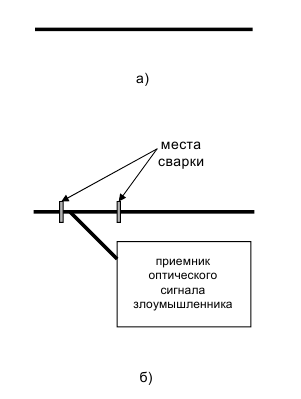 а)
места
сварки
приемник
оптического
сигнала
злоумышленника
б)